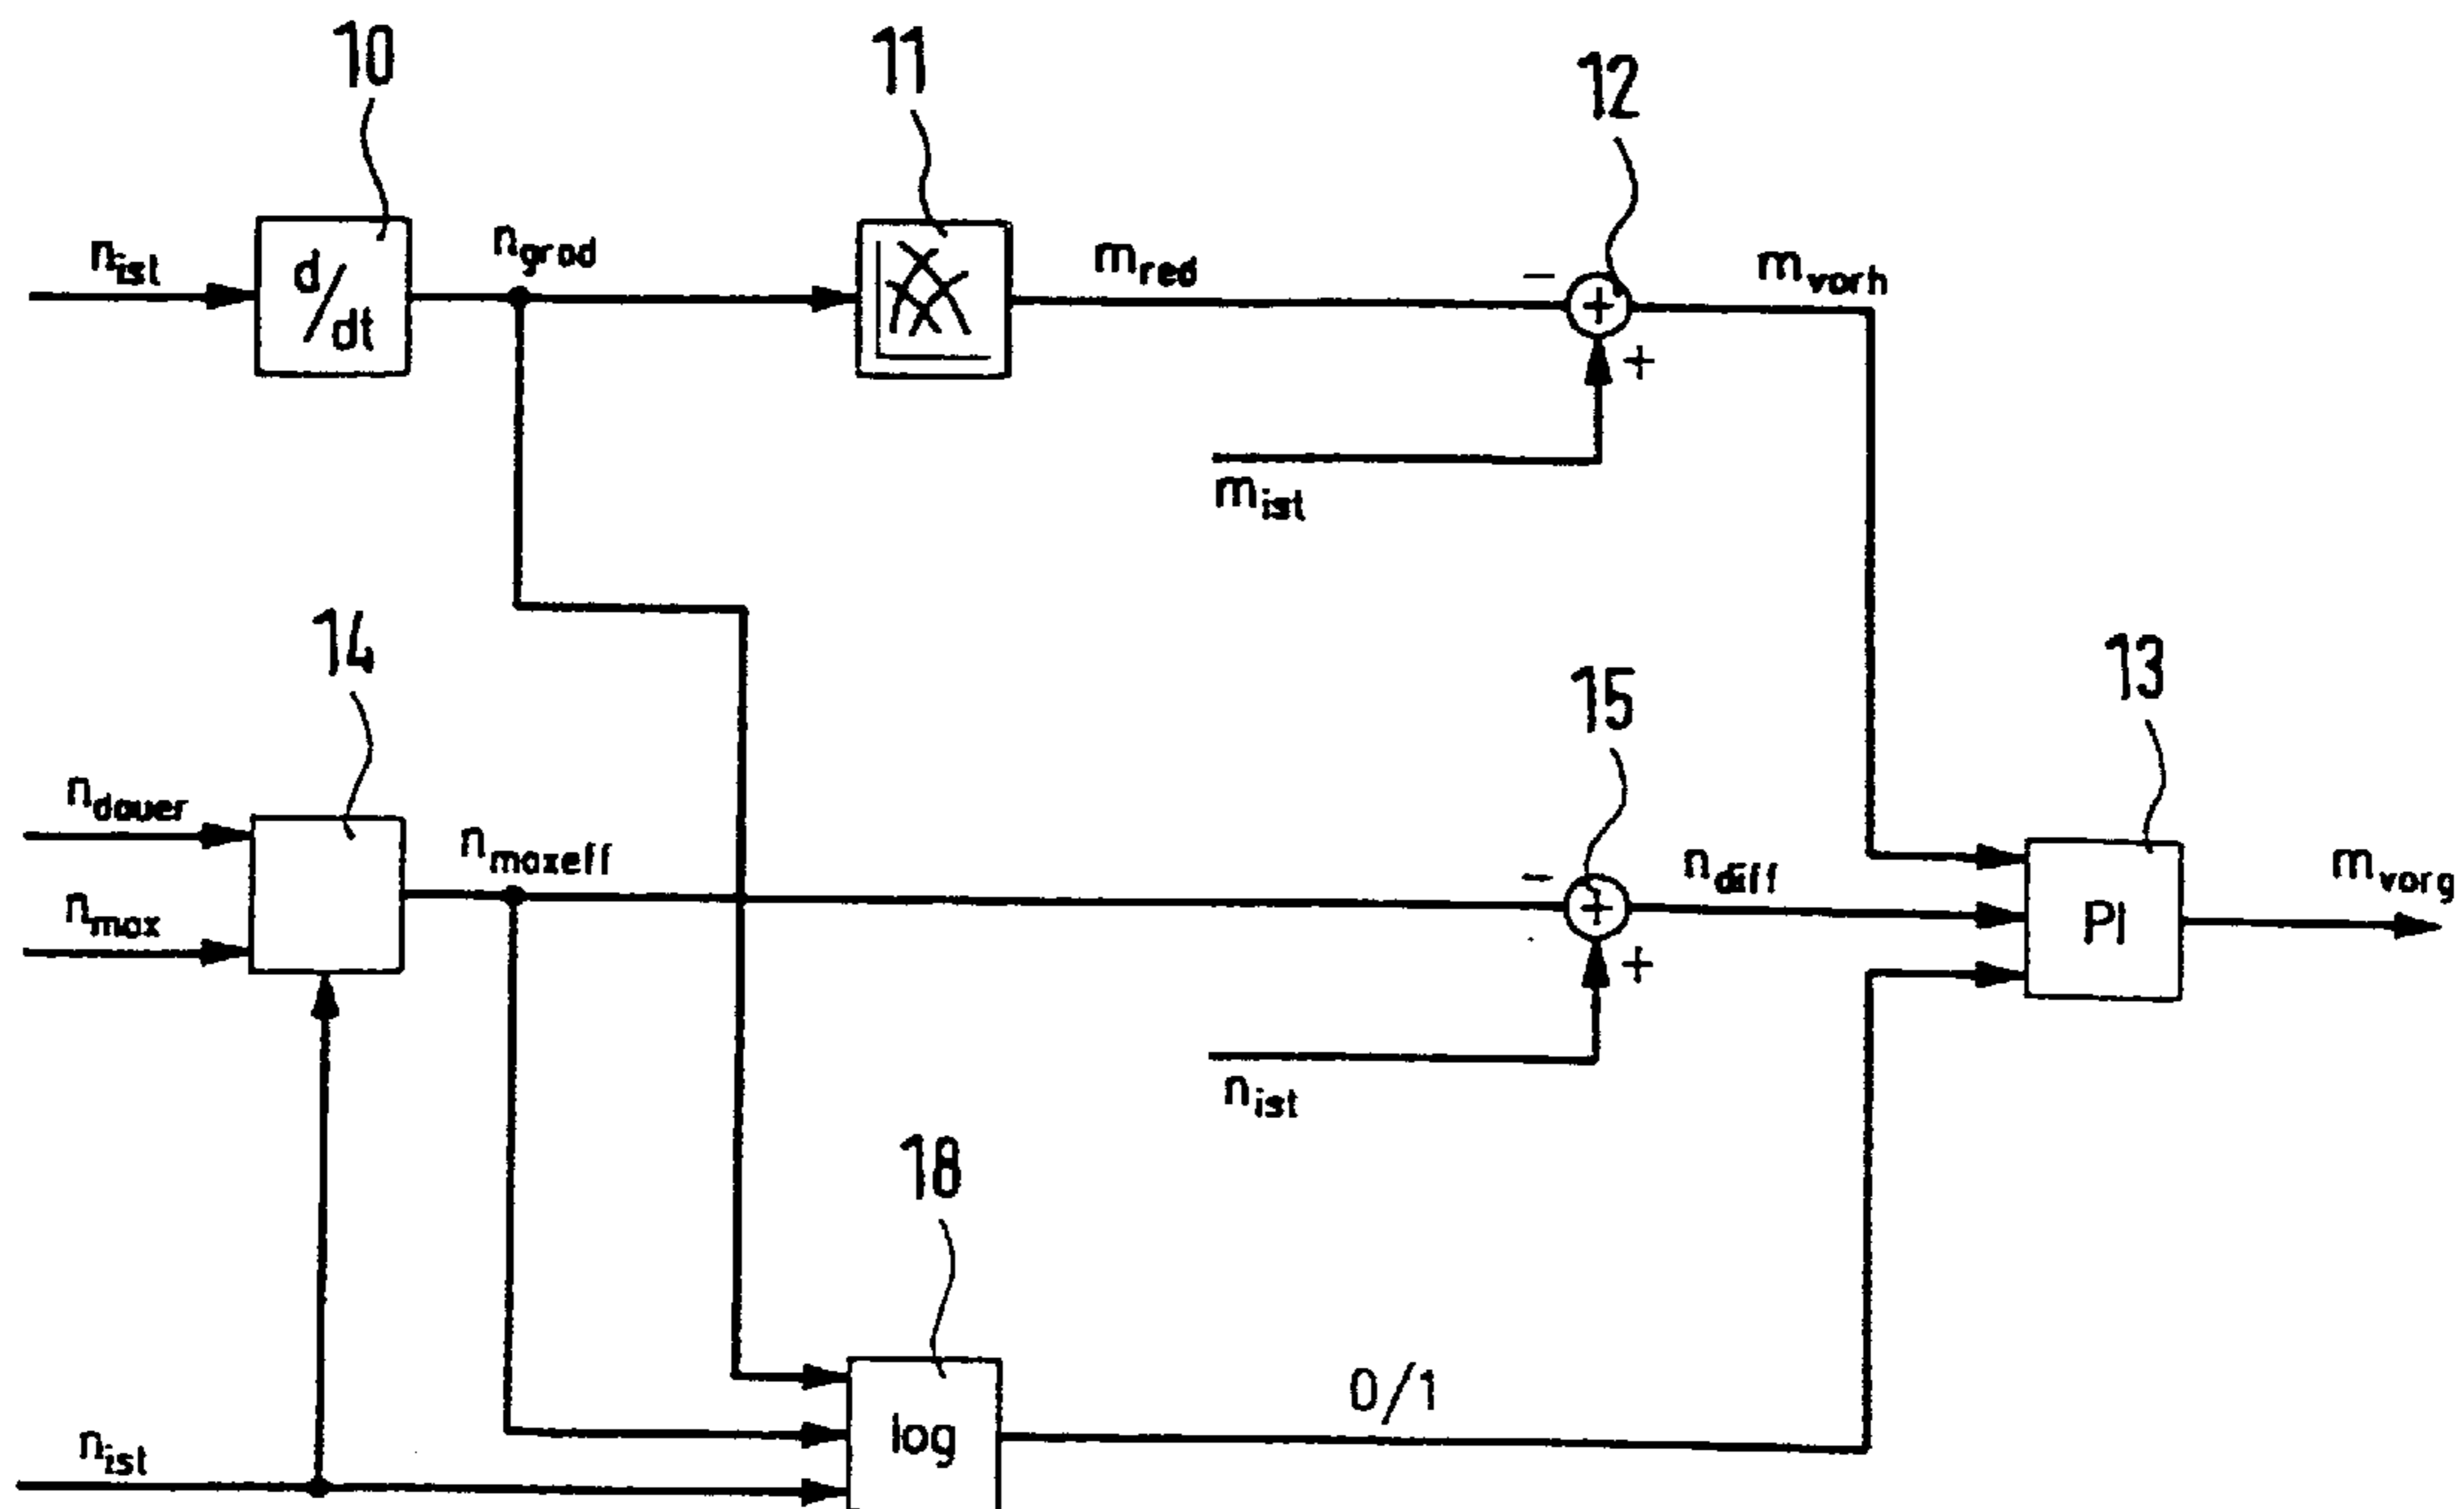 10
11
12
n_ist
d/dt
n_grad
m_red
−
+
m_vorh
+
m_ist
14
15
13
n_dauer
n_maxeff
−
+
n_diff
m_vorg
n_max
PI
+
n_ist
18
0/1
log
n_ist